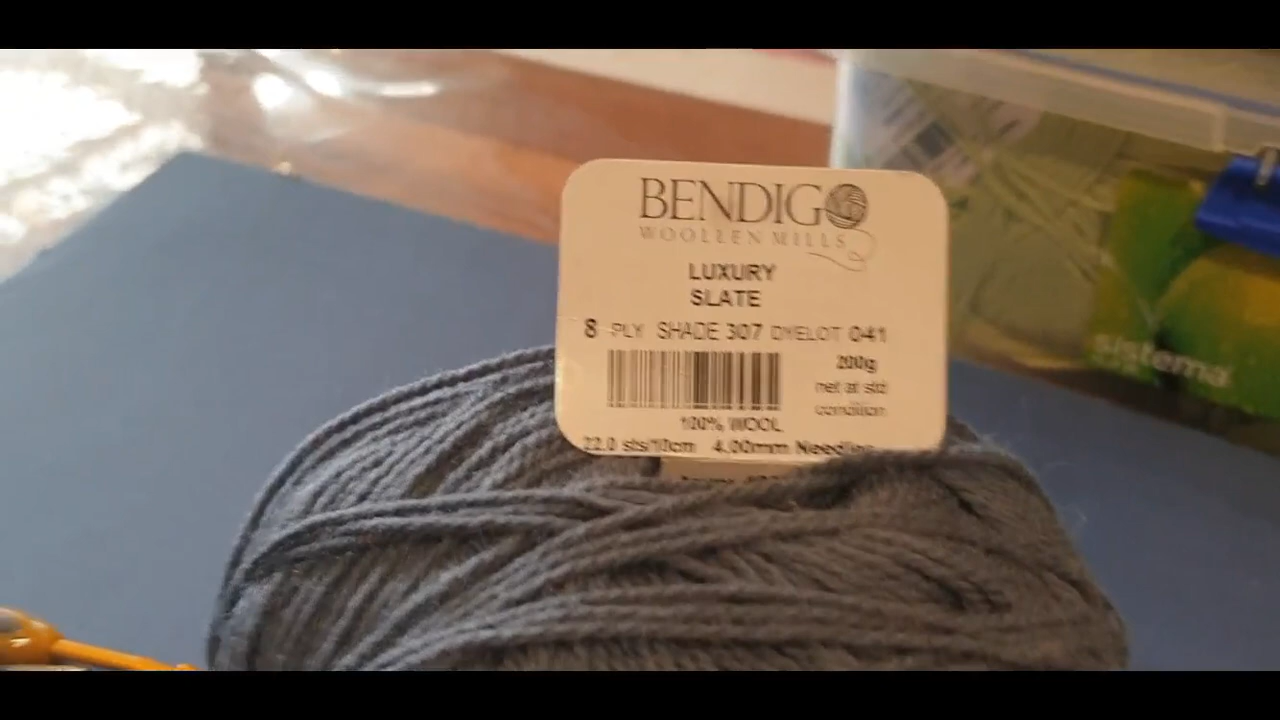 BENDIGO
WOOLLEN MILLS
LUXURY
SLATE
8 PLY SHADE 307 DYELOT 041
200g
net at std
condition
100% WOOL
22.0 sts/10cm 4.00mm
sistema